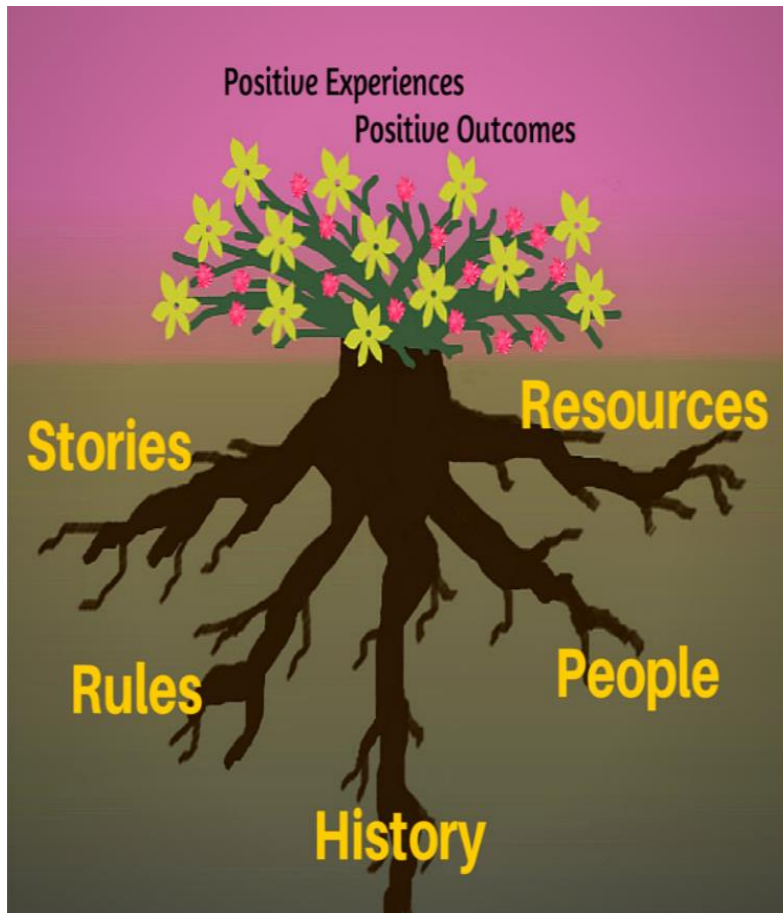 Positive Experiences
Positive Outcomes
Resources
Stories
People
Rules
History